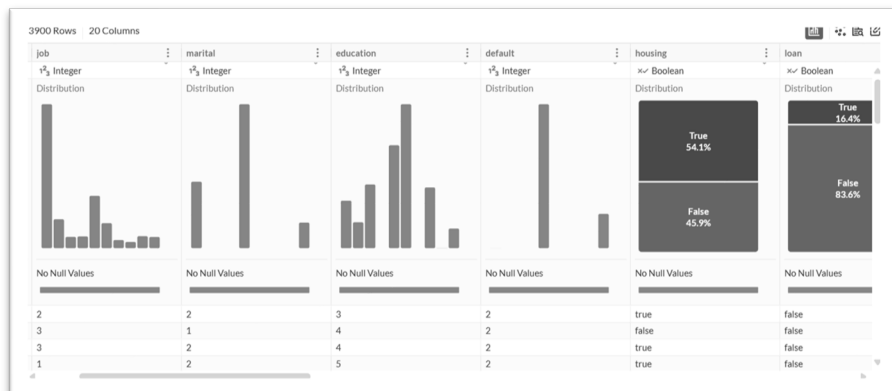 3900 Rows 20 Columns
job marital education default housing loan
1²3 Integer 1²3 Integer 1²3 Integer 1²3 Integer Boolean Boolean
Distribution Distribution Distribution Distribution Distribution Distribution
True
16.4%
True
54.1%
False
83.6%
False
45.9%
No Null Values No Null Values No Null Values No Null Values No Null Values No Null Values
2 2 3 2 true false
3 1 4 2 false false
3 2 4 2 true false
1 2 5 2 true false